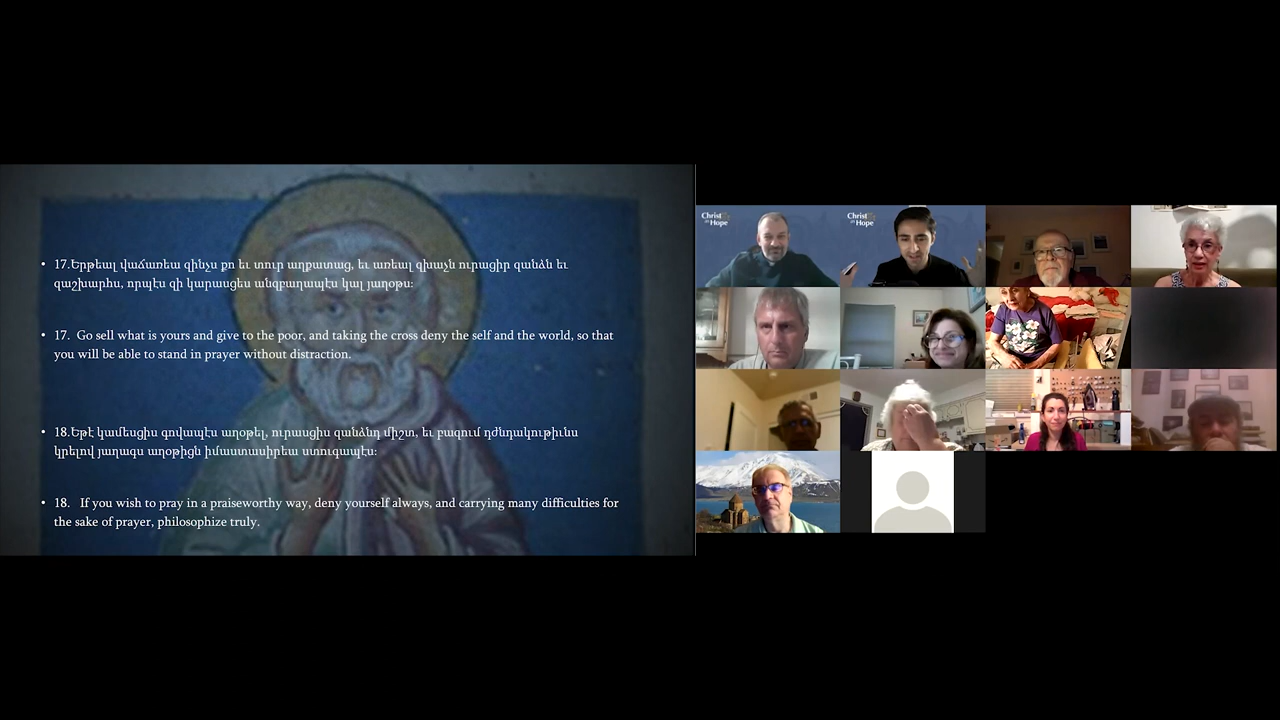 • 17.Երթեալ վաճառեա զինչս քո եւ տուր աղքատաց, եւ առեալ զխաչն ուրացիր զանձն եւ
զաշխարհս, որպէս զի կարասցես անզբաղապէս կալ յաղօթս:
• 17. Go sell what is yours and give to the poor, and taking the cross deny the self and the world, so that
you will be able to stand in prayer without distraction.
• 18.Եթէ կամեսցիս գովապէս աղօթել, ուրասցիս զանձնդ միշտ, եւ բազում դժնդակութիւնս
կրելով յաղագս աղօթիցն իմաստասիրեա ստուգապէս:
• 18. If you wish to pray in a praiseworthy way, deny yourself always, and carrying many difficulties for
the sake of prayer, philosophize truly.
Christ
Hope
Christ
Hope